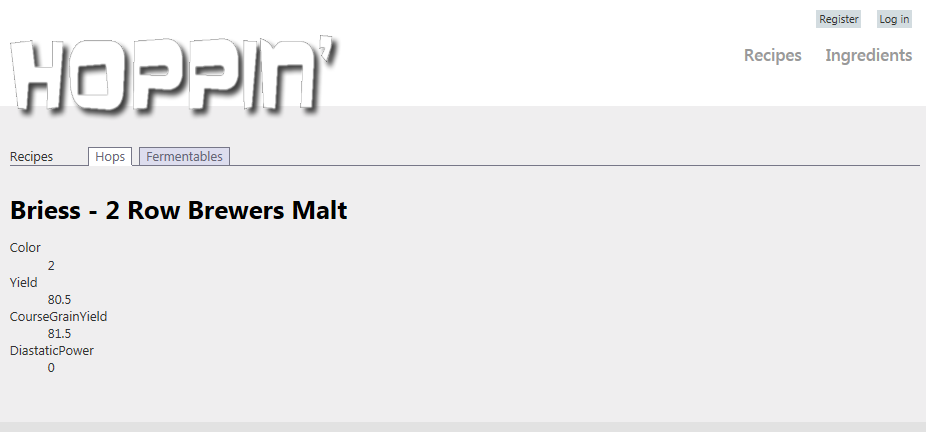 Register Log in
HOPPIN'
Recipes Ingredients
Recipes Hops Fermentables
Briess - 2 Row Brewers Malt
Color
2
Yield
80.5
CourseGrainYield
81.5
DiastaticPower
0